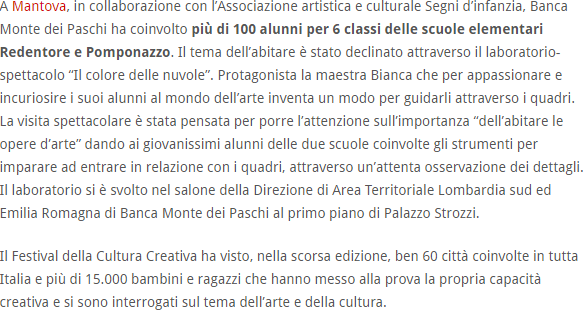 A Mantova, in collaborazione con l’Associazione artistica e culturale Segni d’infanzia, Banca
Monte dei Paschi ha coinvolto più di 100 alunni per 6 classi delle scuole elementari
Redentore e Pomponazzo. Il tema dell’abitare è stato declinato attraverso il laboratorio-
spettacolo “Il colore delle nuvole”. Protagonista la maestra Bianca che per appassionare e
incuriosire i suoi alunni al mondo dell’arte inventa un modo per guidarli attraverso i quadri.
La visita spettacolare è stata pensata per porre l’attenzione sull’importanza “dell’abitare le
opere d’arte” dando ai giovanissimi alunni delle due scuole coinvolte gli strumenti per
imparare ad entrare in relazione con i quadri, attraverso un’attenta osservazione dei dettagli.
Il laboratorio si è svolto nel salone della Direzione di Area Territoriale Lombardia sud ed
Emilia Romagna di Banca Monte dei Paschi al primo piano di Palazzo Strozzi.
Il Festival della Cultura Creativa ha visto, nella scorsa edizione, ben 60 città coinvolte in tutta
Italia e più di 15.000 bambini e ragazzi che hanno messo alla prova la propria capacità
creativa e si sono interrogati sul tema dell’arte e della cultura.